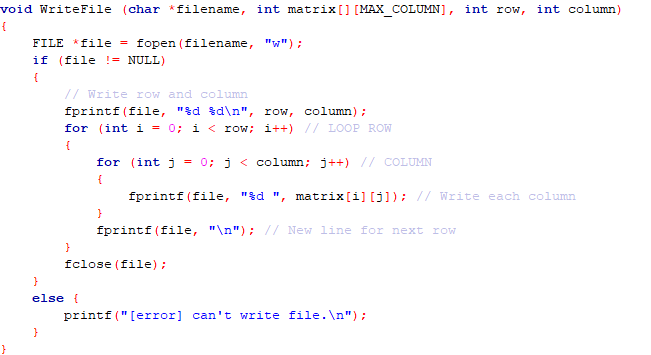 void WriteFile (char *filename, int matrix[][MAX_COLUMN], int row, int column)
{
    FILE *file = fopen(filename, "w");
    if (file != NULL)
    {
        // Write row and column
        fprintf(file, "%d %d\n", row, column);
        for (int i = 0; i < row; i++) // LOOP ROW
        {
            for (int j = 0; j < column; j++) // COLUMN
            {
                fprintf(file, "%d ", matrix[i][j]); // Write each column
            }
            fprintf(file, "\n"); // New line for next row
        }
        fclose(file);
    }
    else {
        printf("[error] can't write file.\n");
    }
}